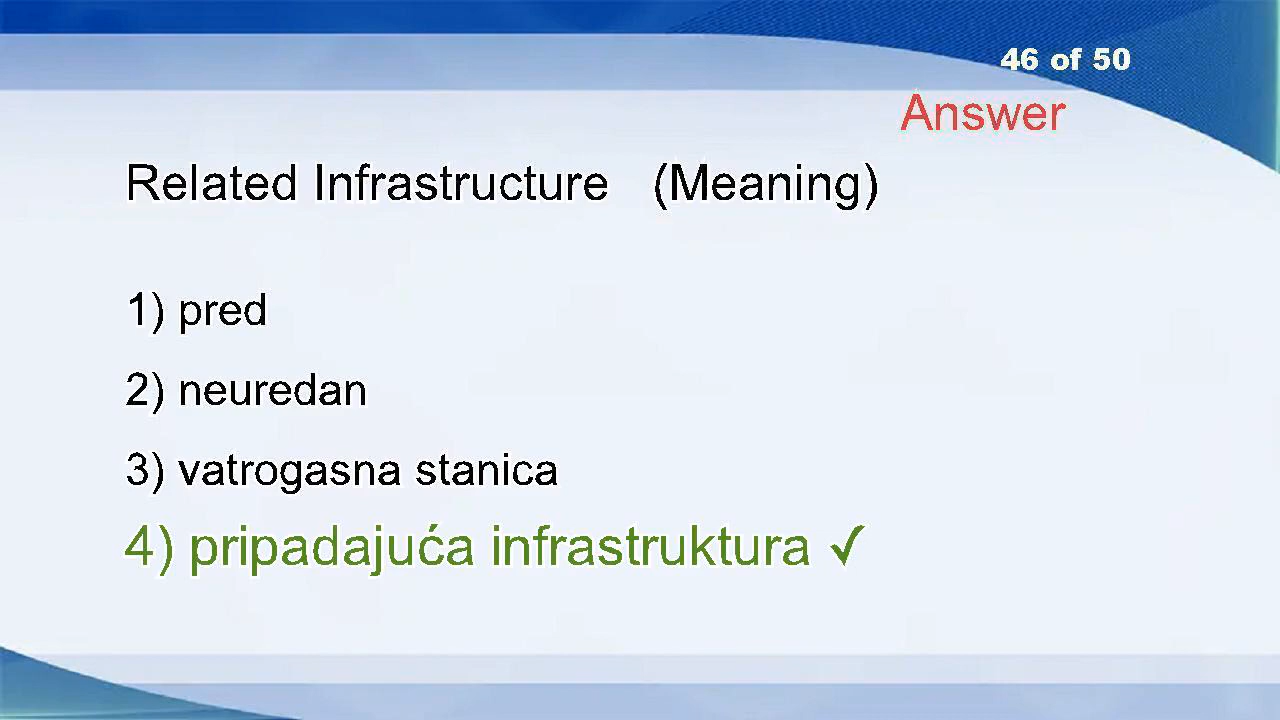 46 of 50
Answer
Related Infrastructure (Meaning)
1) pred
2) neuredan
3) vatrogasna stanica
4) pripadajuća infrastruktura ✓